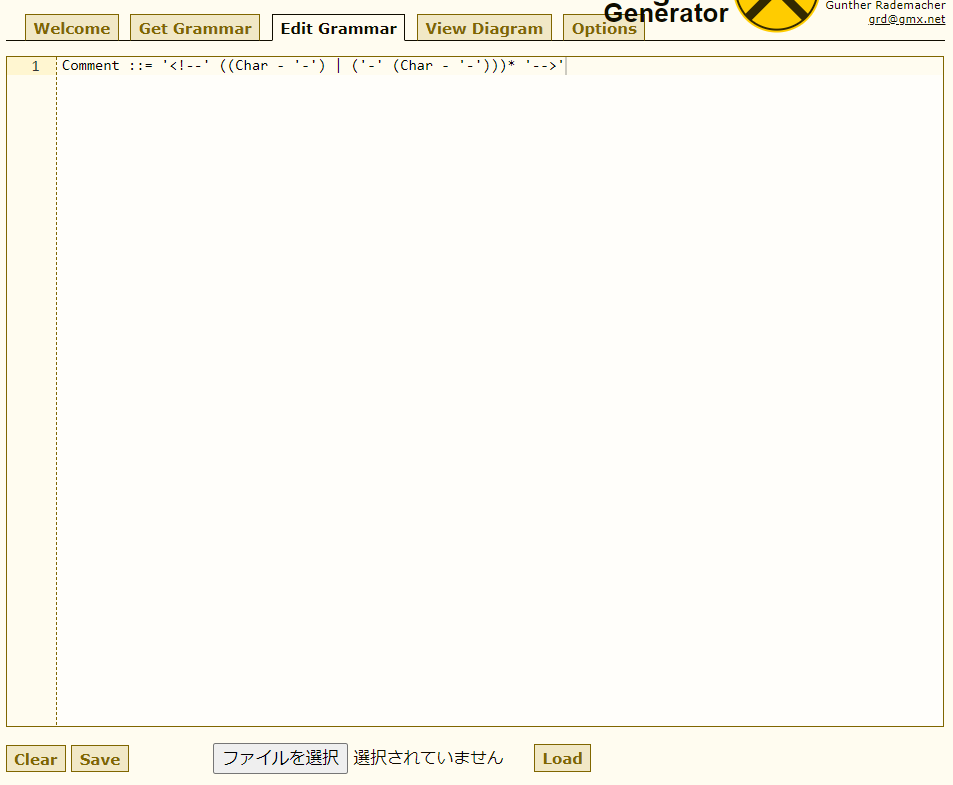 Generator
Gunther Rademacher
grd@gmx.net
Welcome
Get Grammar
Edit Grammar
View Diagram
Options
1
Comment ::= '<!--' ((Char - '-') | ('-' (Char - '-')))* '-->'
Clear
Save
ファイルを選択 選択されていません
Load